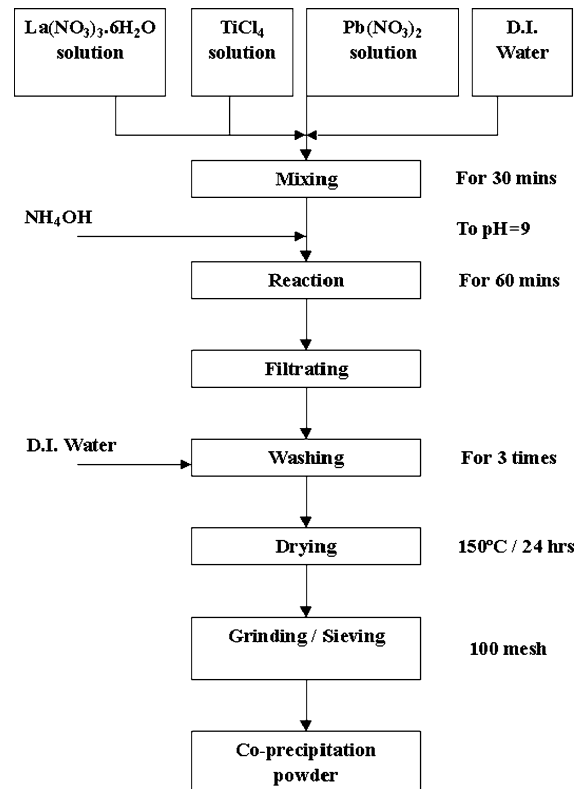 La(NO₃)₃.6H₂O
solution
TiCl₄
solution
Pb(NO₃)₂
solution
D.I.
Water
Mixing
For 30 mins
NH₄OH
To pH=9
Reaction
For 60 mins
Filtrating
D.I. Water
Washing
For 3 times
Drying
150°C / 24 hrs
Grinding / Sieving
100 mesh
Co-precipitation
powder